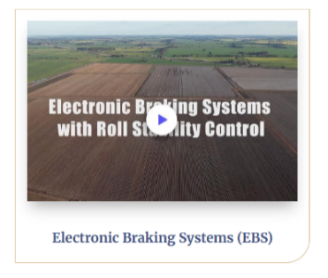 Electronic Braking Systems
with Roll Stability Control
Electronic Braking Systems (EBS)